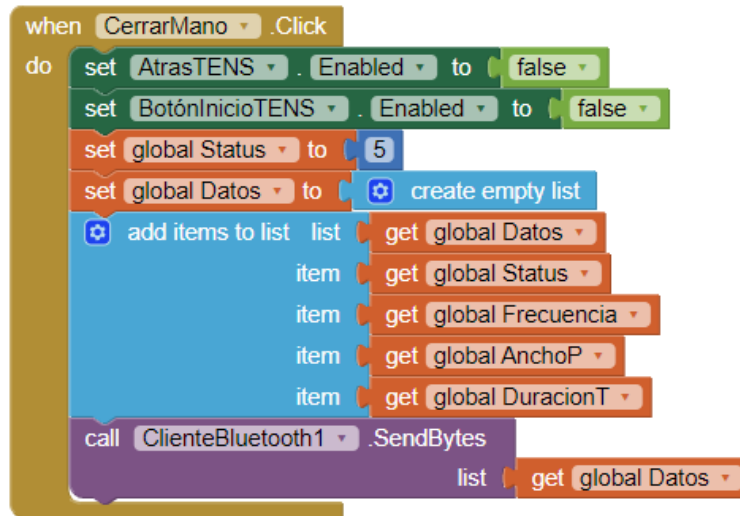 when CerrarMano .Click
do set AtrasTENS . Enabled to false
set BotónInicioTENS . Enabled to false
set global Status to 5
set global Datos to create empty list
add items to list list get global Datos
item get global Status
item get global Frecuencia
item get global AnchoP
item get global DuracionT
call ClienteBluetooth1 .SendBytes
list get global Datos